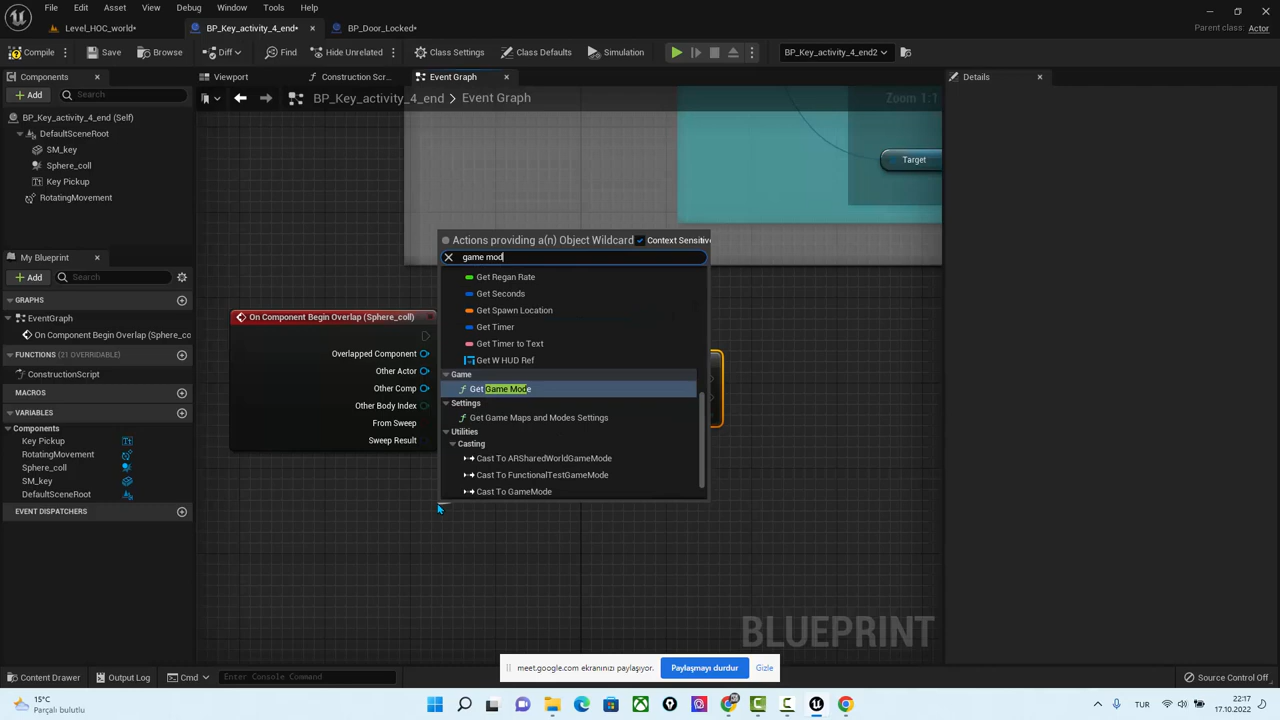 File Edit Asset View Debug Window Tools Help
Level_HOC_world* BP_Key_activity_4_end* BP_Door_Locked*
Parent class: Actor
Compile Save Browse Diff Find Hide Unrelated Class Settings Class Defaults Simulation BP_Key_activity_4_end2
Components Viewport Construction Scr... Event Graph Details
Add Search
BP_Key_activity_4_end > Event Graph Zoom 1:1
BP_Key_activity_4_end (Self)
DefaultSceneRoot
SM_key
Sphere_coll
Key Pickup
RotatingMovement
Target
My Blueprint
Add Search
GRAPHS
EventGraph
On Component Begin Overlap (Sphere_cc
FUNCTIONS (21 OVERRIDABLE)
ConstructionScript
MACROS
VARIABLES
Components
Key Pickup
RotatingMovement
Sphere_coll
SM_key
DefaultSceneRoot
EVENT DISPATCHERS
On Component Begin Overlap (Sphere_coll)
Overlapped Component
Other Actor
Other Comp
Other Body Index
From Sweep
Sweep Result
Actions providing a(n) Object Wildcard Context Sensitiv
game mod
Get Regan Rate
Get Seconds
Get Spawn Location
Get Timer
Get Timer to Text
Get W HUD Ref
Game
Get Game Mode
Settings
Get Game Maps and Modes Settings
Utilities
Casting
Cast To ARSharedWorldGameMode
Cast To FunctionalTestGameMode
Cast To GameMode
BLUEPRINT
meet.google.com ekranınızı paylaşıyor. Paylaşmayı durdur Gizle
Output Log Cmd Enter Console Command Source Control Off
15°C
Parçalı bulutlu
TUR
22:17
17.10.2022